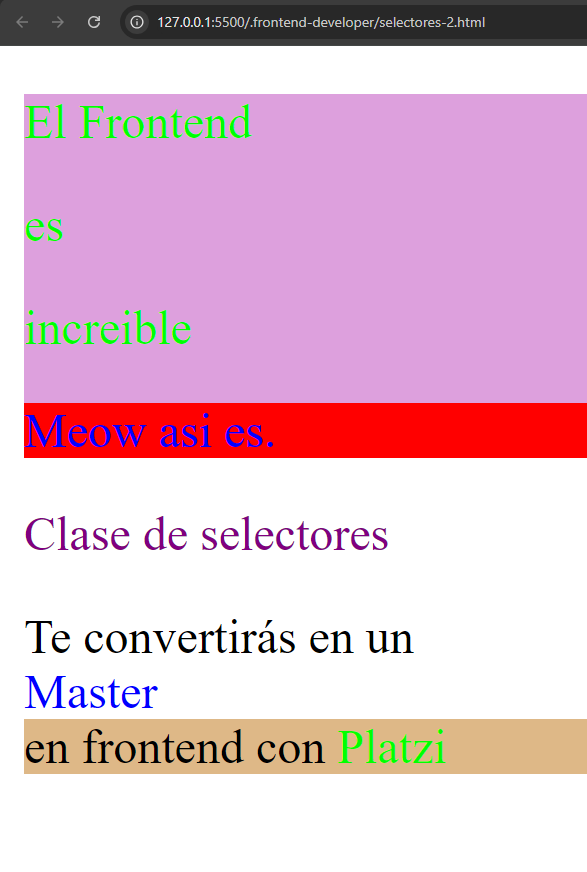 127.0.0.1:5500/.frontend-developer/selectores-2.html
El Frontend
es
increible
Meow asi es.
Clase de selectores
Te convertirás en un
Master
en frontend con Platzi